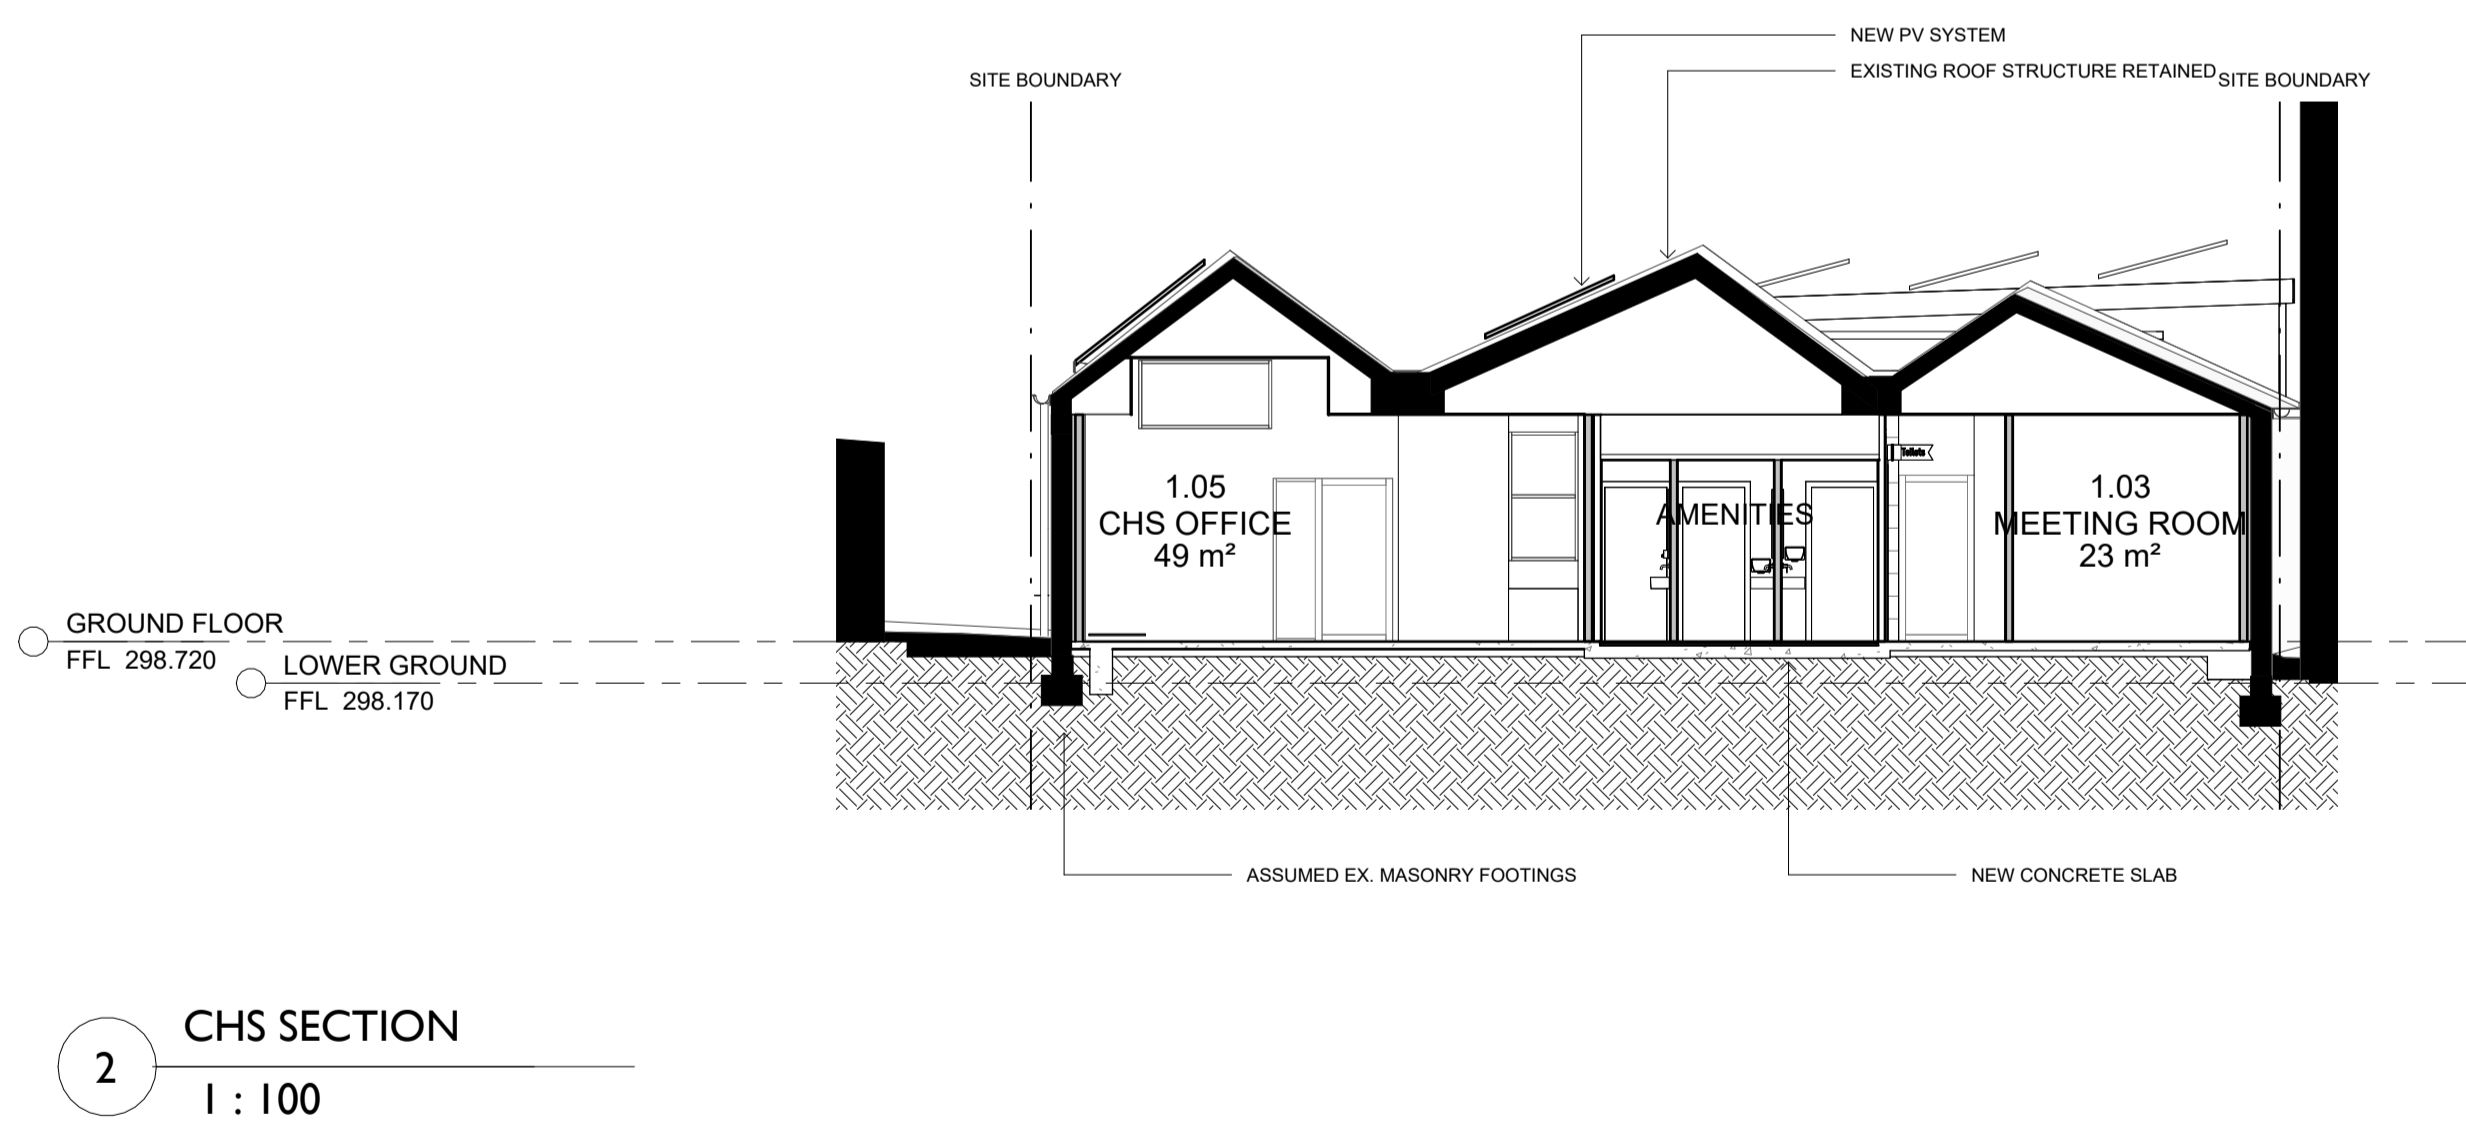 NEW PV SYSTEM
EXISTING ROOF STRUCTURE RETAINED
SITE BOUNDARY
SITE BOUNDARY
Toilets
1.05
CHS OFFICE
49 m²
AMENITIES
1.03
MEETING ROOM
23 m²
GROUND FLOOR
FFL 298.720
LOWER GROUND
FFL 298.170
ASSUMED EX. MASONRY FOOTINGS
NEW CONCRETE SLAB
2
CHS SECTION
1 : 100